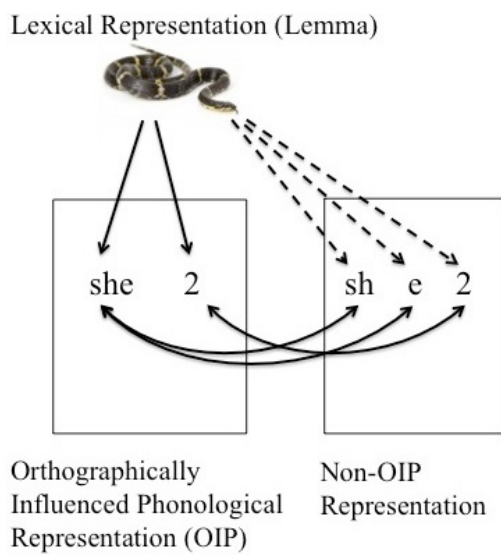 Lexical Representation (Lemma)
she 2
sh e 2
Orthographically
Influenced Phonological
Representation (OIP)
Non-OIP
Representation